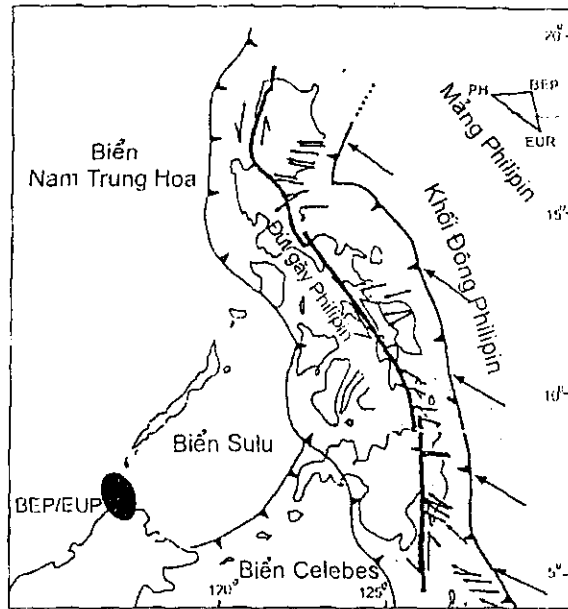 20°
PH
BEP
EUR
Mảng Philipin
Biển
Nam Trung Hoa
15°
Khối Đông Philipin
Đứt gãy Philipin
10°
Biển Sulu
BEP/EUP
Biển Celebes
120°
125°
5°